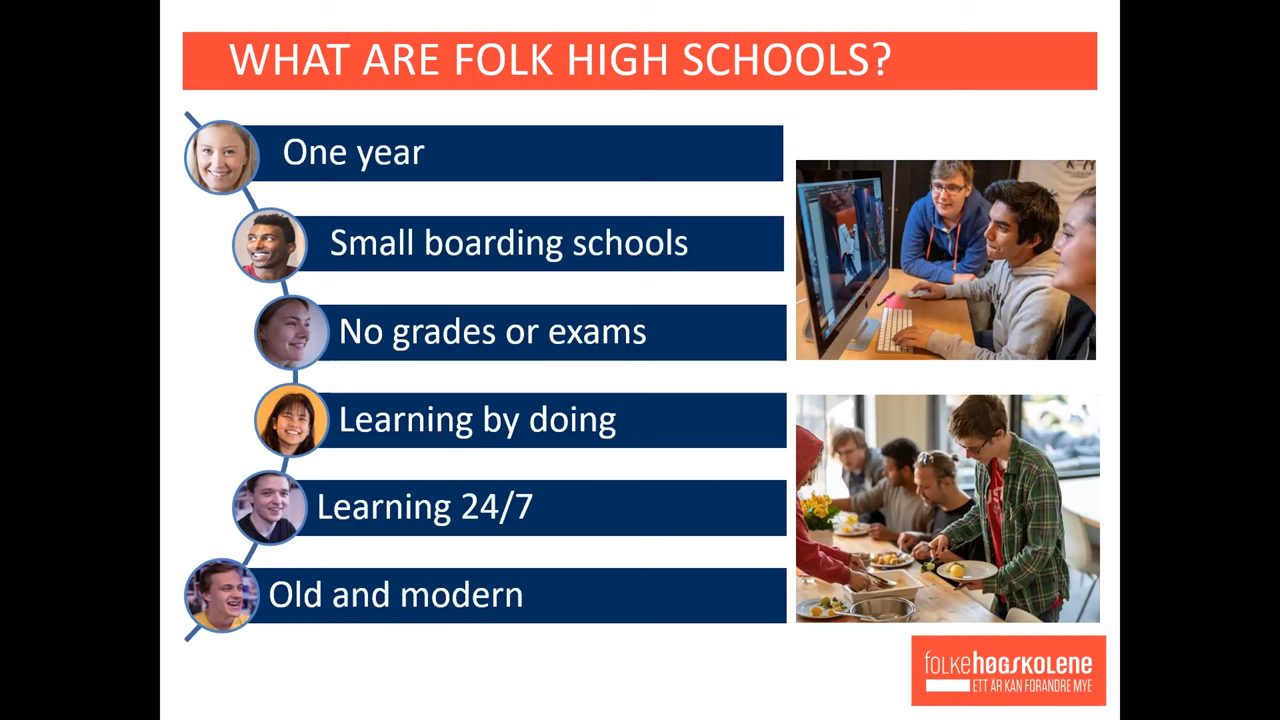 WHAT ARE FOLK HIGH SCHOOLS?
One year
Small boarding schools
No grades or exams
Learning by doing
Learning 24/7
Old and modern
folkehøgskolene
ETT ÅR KAN FORANDRE MYE